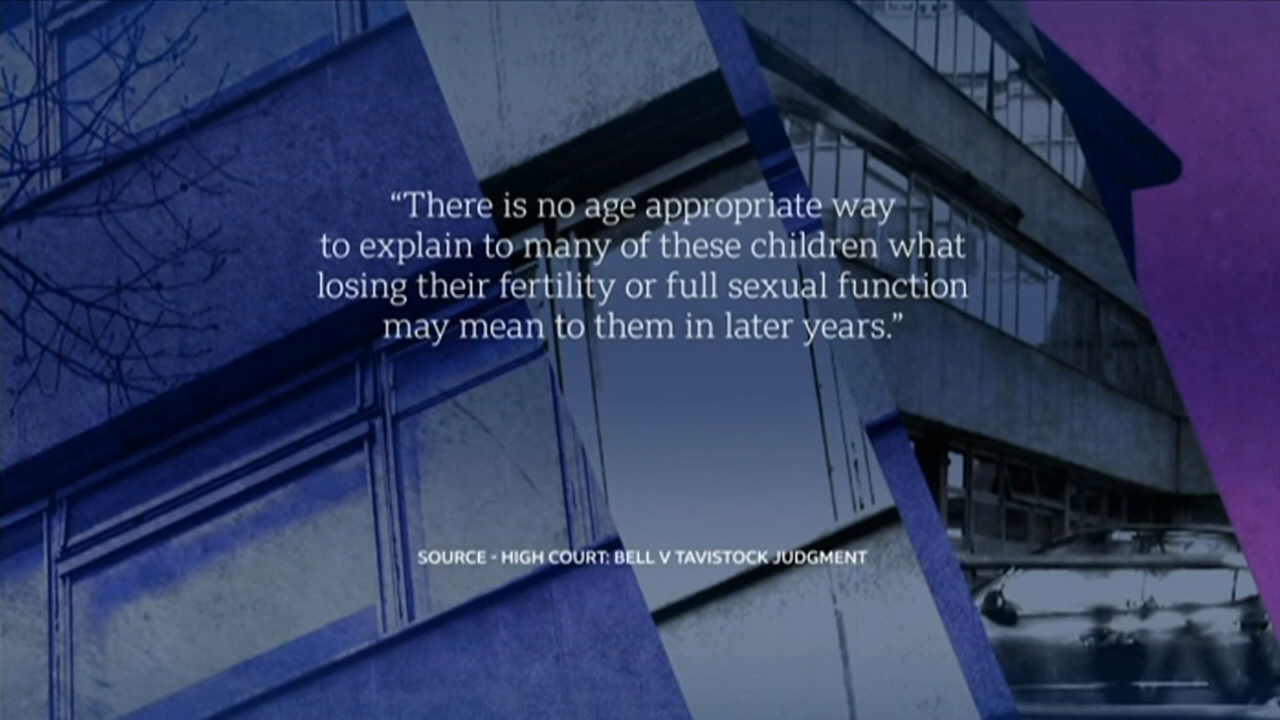 “There is no age appropriate way
to explain to many of these children what
losing their fertility or full sexual function
may mean to them in later years.”
SOURCE - HIGH COURT: BELL V TAVISTOCK JUDGMENT